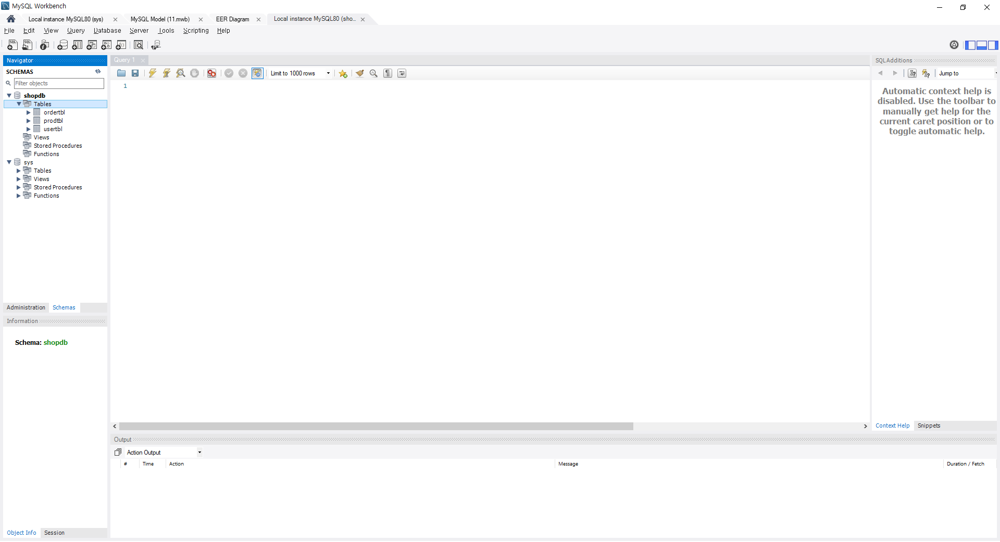 MySQL Workbench
Local instance MySQL80 (sys)
MySQL Model (11.mwb)
EER Diagram
Local instance MySQL80 (sho...
File Edit View Query Database Server Tools Scripting Help
SQL SQL
Navigator
SCHEMAS
Filter objects
shopdb
Tables
ordertbl
prodtbl
usertbl
Views
Stored Procedures
Functions
sys
Tables
Views
Stored Procedures
Functions
Administration Schemas
Information
Schema: shopdb
Object Info Session
Query 1
Limit to 1000 rows
1
Output
Action Output
# Time Action Message Duration / Fetch
SQLAdditions
Jump to
Automatic context help is
disabled. Use the toolbar to
manually get help for the
current caret position or to
toggle automatic help.
Context Help Snippets